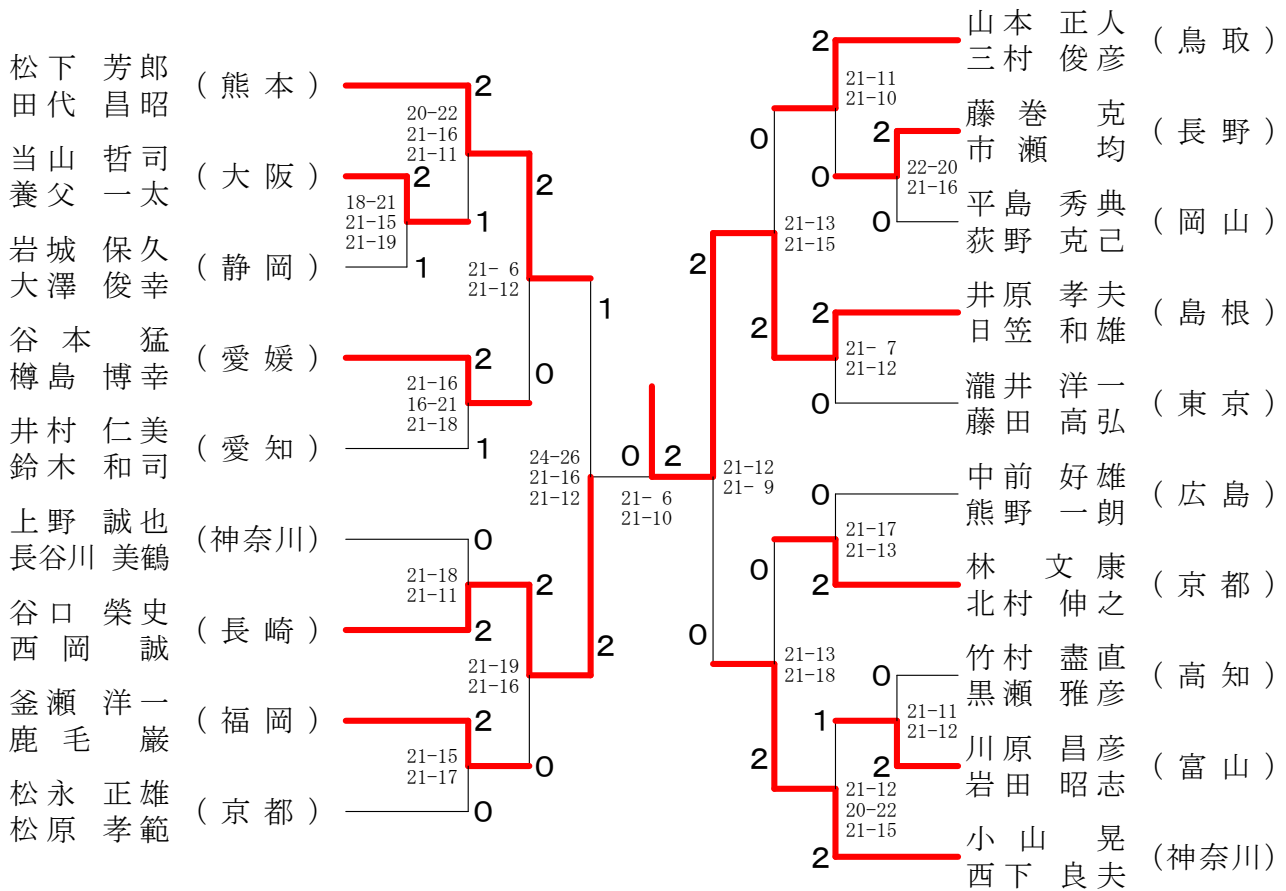 松下 芳郎
田代 昌昭
(熊本)
2
20-22
21-16
21-11
当山 哲司
養父 一太
(大阪)
2
18-21
21-15
21-19
1
岩城 保久
大澤 俊幸
(静岡)
1
2
21- 6
21-12
谷本 猛
樽島 博幸
(愛媛)
2
21-16
16-21
21-18
0
井村 仁美
鈴木 和司
(愛知)
1
1
24-26
21-16
21-12
上野 誠也
長谷川 美鶴
(神奈川)
0
21-18
21-11
2
谷口 榮史
西岡 誠
(長崎)
2
21-19
21-16
2
釜瀬 洋一
鹿毛 巌
(福岡)
2
21-15
21-17
0
松永 正雄
松原 孝範
(京都)
0
0
2
21- 6
21-10
山本 正人
三村 俊彦
(鳥取)
2
21-11
21-10
0
藤巻 克
市瀬 均
(長野)
2
22-20
21-16
0
平島 秀典
荻野 克己
(岡山)
0
21-13
21-15
2
井原 孝夫
日笠 和雄
(島根)
2
21- 7
21-12
2
瀧井 洋一
藤田 高弘
(東京)
0
21-12
21- 9
中前 好雄
熊野 一朗
(広島)
0
21-17
21-13
0
林 文康
北村 伸之
(京都)
2
0
21-13
21-18
竹村 盡直
黒瀬 雅彦
(高知)
0
21-11
21-12
1
川原 昌彦
岩田 昭志
(富山)
2
2
21-12
20-22
21-15
小山 晃
西下 良夫
(神奈川)
2